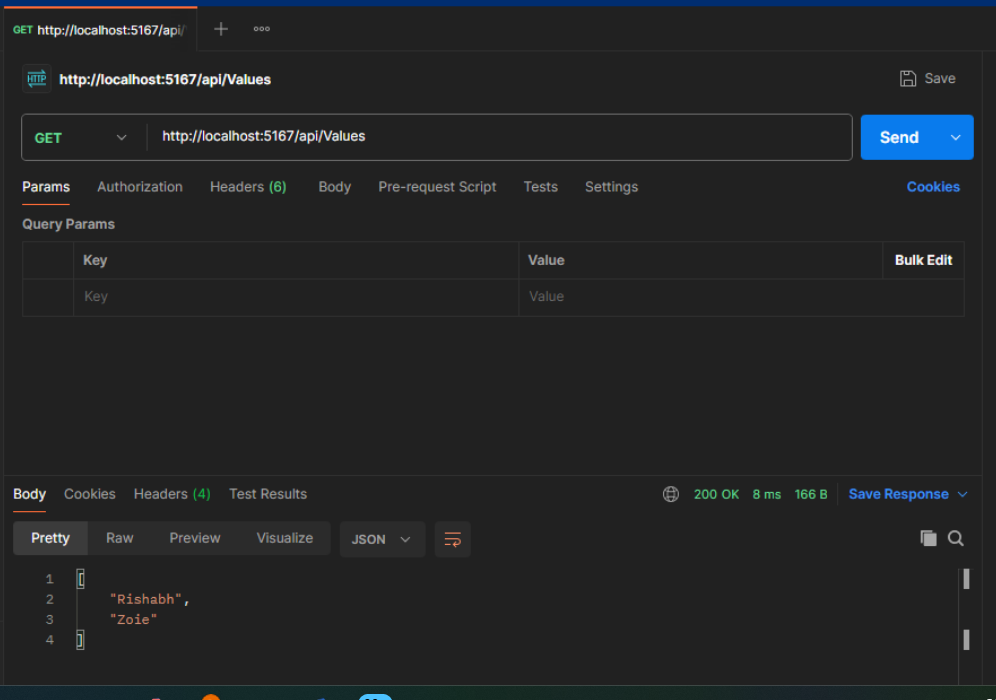 GET http://localhost:5167/api/
HTTP http://localhost:5167/api/Values
Save
GET http://localhost:5167/api/Values Send
Params Authorization Headers (6) Body Pre-request Script Tests Settings Cookies
Query Params
Key Value Bulk Edit
Key Value
Body Cookies Headers (4) Test Results 200 OK 8 ms 166 B Save Response
Pretty Raw Preview Visualize JSON
1 [
2 "Rishabh",
3 "Zoie"
4 ]